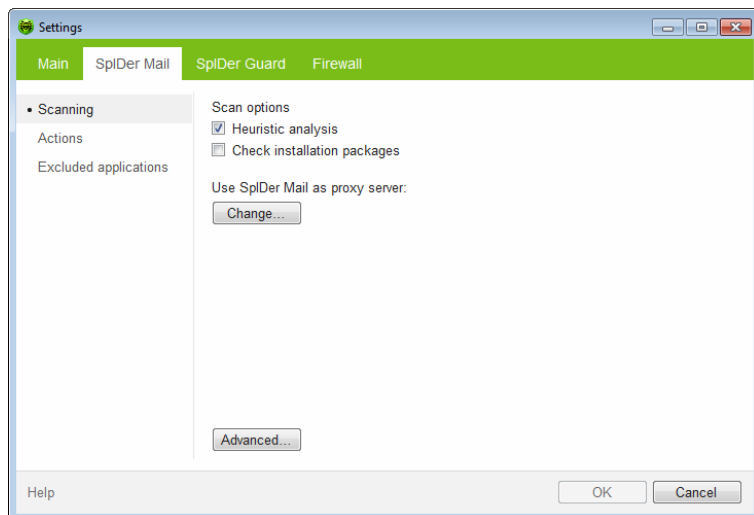 Settings
Main SpIDer Mail SpIDer Guard Firewall
Scanning
Actions
Excluded applications
Scan options
Heuristic analysis
Check installation packages
Use SpIDer Mail as proxy server:
Change...
Advanced...
Help
OK Cancel